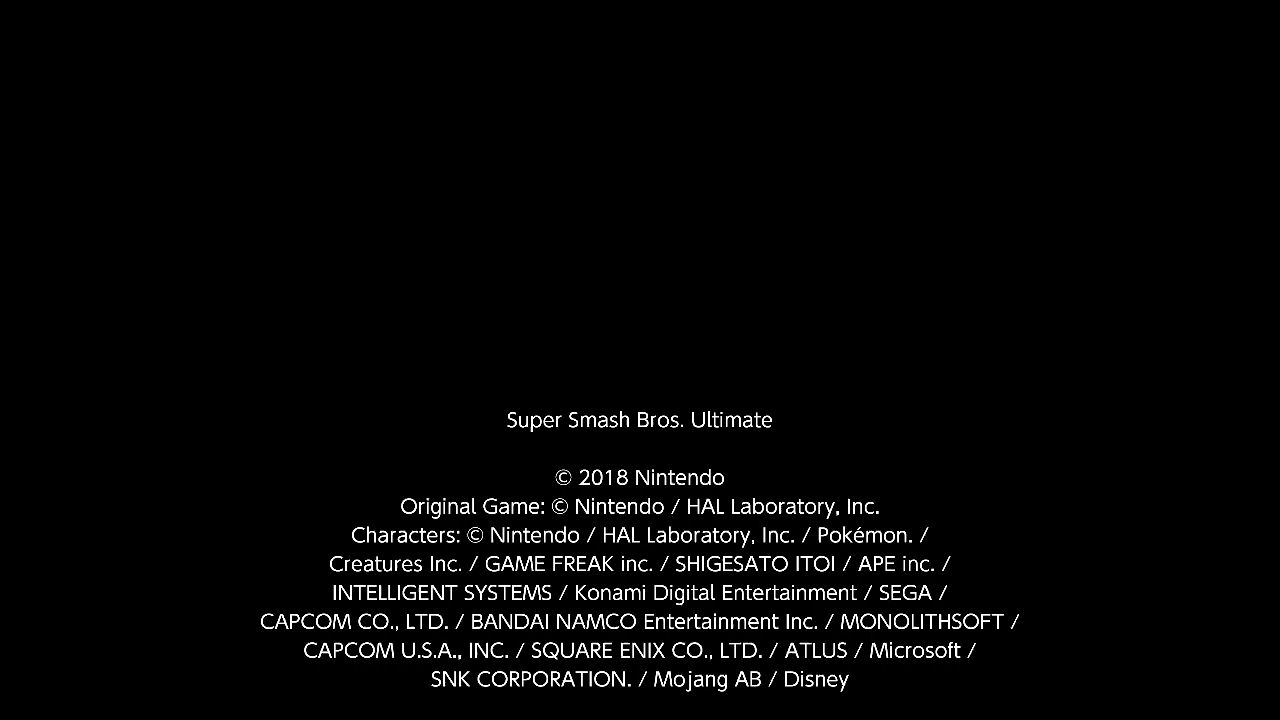 Super Smash Bros. Ultimate
© 2018 Nintendo
Original Game: © Nintendo / HAL Laboratory, Inc.
Characters: © Nintendo / HAL Laboratory, Inc. / Pokémon. /
Creatures Inc. / GAME FREAK inc. / SHIGESATO ITOI / APE inc. /
INTELLIGENT SYSTEMS / Konami Digital Entertainment / SEGA /
CAPCOM CO., LTD. / BANDAI NAMCO Entertainment Inc. / MONOLITHSOFT /
CAPCOM U.S.A., INC. / SQUARE ENIX CO., LTD. / ATLUS / Microsoft /
SNK CORPORATION. / Mojang AB / Disney